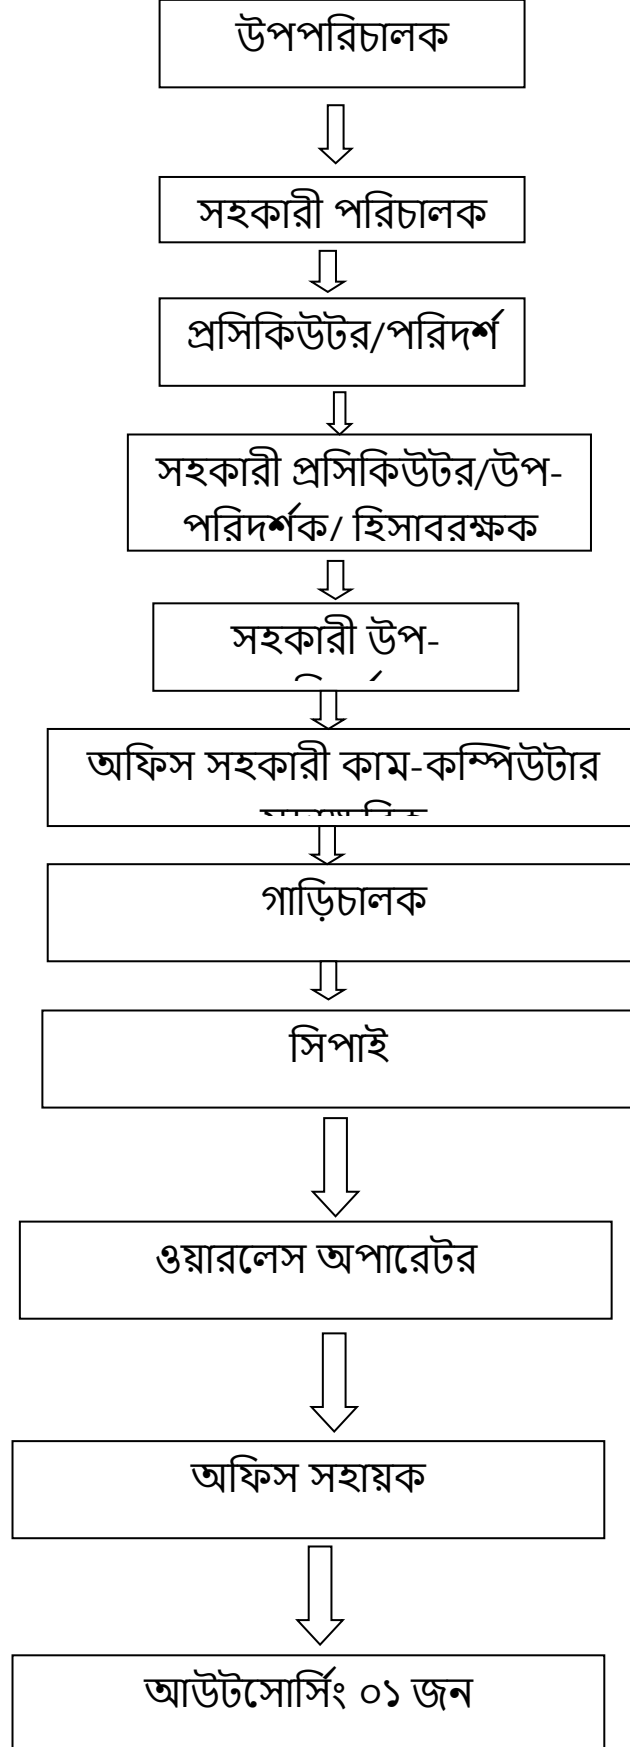 উপপরিচালক
সহকারী পরিচালক
প্রসিকিউটর/পরিদর্শ
সহকারী প্রসিকিউটর/উপ-
পরিদর্শক/ হিসাবরক্ষক
সহকারী উপ-
অফিস সহকারী কাম-কম্পিউটার
গাড়িচালক
সিপাই
ওয়ারলেস অপারেটর
অফিস সহায়ক
আউটসোর্সিং ০১ জন